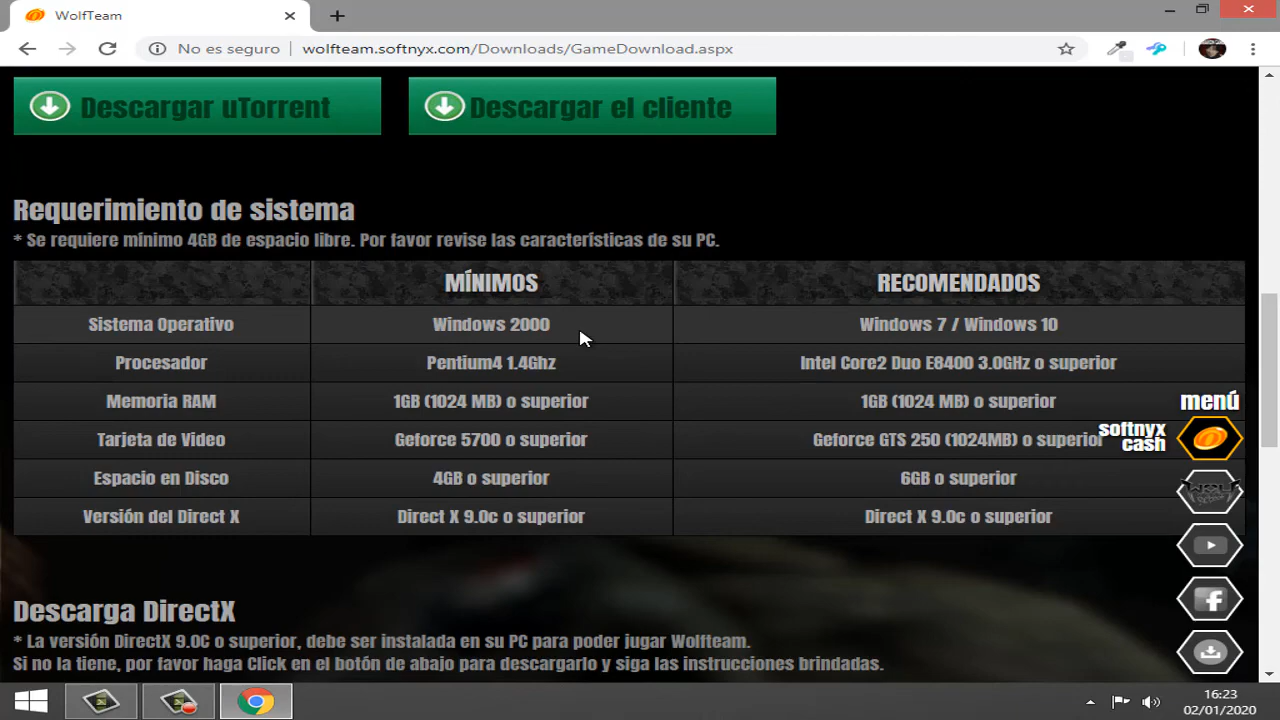 WolfTeam
No es seguro
wolfteam.softnyx.com/Downloads/GameDownload.aspx
Descargar uTorrent
Descargar el cliente
Requerimiento de sistema
* Se requiere mínimo 4GB de espacio libre. Por favor revise las características de su PC.
MÍNIMOS RECOMENDADOS
Sistema Operativo Windows 2000 Windows 7 / Windows 10
Procesador Pentium4 1.4Ghz Intel Core2 Duo E8400 3.0GHz o superior
Memoria RAM 1GB (1024 MB) o superior 1GB (1024 MB) o superior
Tarjeta de Video Geforce 5700 o superior Geforce GTS 250 (1024MB) o superior
Espacio en Disco 4GB o superior 6GB o superior
Versión del Direct X Direct X 9.0c o superior Direct X 9.0c o superior
menú
softnyx
cash
Descarga DirectX
* La versión DirectX 9.0C o superior, debe ser instalada en su PC para poder jugar Wolfteam.
Si no la tiene, por favor haga Click en el botón de abajo para descargarlo y siga las instrucciones brindadas.
16:23
02/01/2020